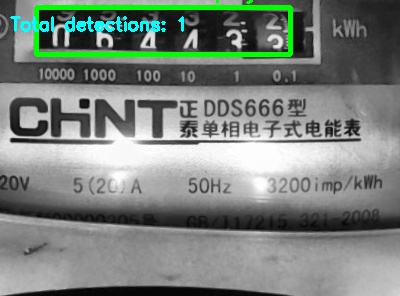 Total detections: 1
kWh
10000 1000 100 10 1 0.1
CHNT 正 DDS666型
泰单相电子式电能表
20V 5(20)A 50Hz 3200imp/kWh
GB/T17215.321-2008